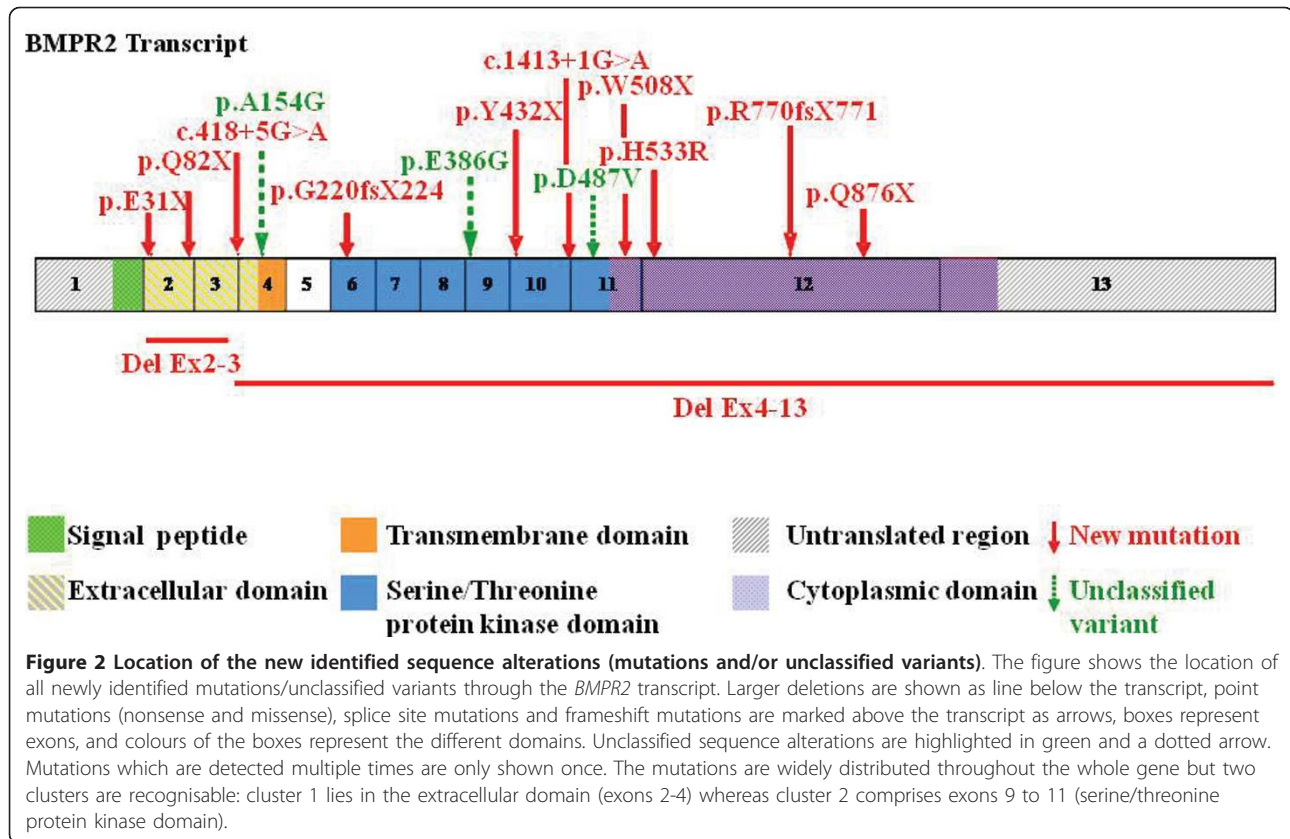 BMPR2 Transcript
c.1413+1G>A
p.A154G
p.W508X
c.418+5G>A
p.Y432X
p.R770fsX771
p.Q82X
p.E386G
p.H533R
p.E31X
p.G220fsX224
p.D487V
p.Q876X
1 2 3 4 5 6 7 8 9 10 11 12 13
Del Ex2-3
Del Ex4-13
Signal peptide Transmembrane domain Untranslated region New mutation
Extracellular domain Serine/Threonine Cytoplasmic domain Unclassified
protein kinase domain variant
Figure 2 Location of the new identified sequence alterations (mutations and/or unclassified variants). The figure shows the location of
all newly identified mutations/unclassified variants through the BMPR2 transcript. Larger deletions are shown as line below the transcript, point
mutations (nonsense and missense), splice site mutations and frameshift mutations are marked above the transcript as arrows, boxes represent
exons, and colours of the boxes represent the different domains. Unclassified sequence alterations are highlighted in green and a dotted arrow.
Mutations which are detected multiple times are only shown once. The mutations are widely distributed throughout the whole gene but two
clusters are recognisable: cluster 1 lies in the extracellular domain (exons 2-4) whereas cluster 2 comprises exons 9 to 11 (serine/threonine
protein kinase domain).